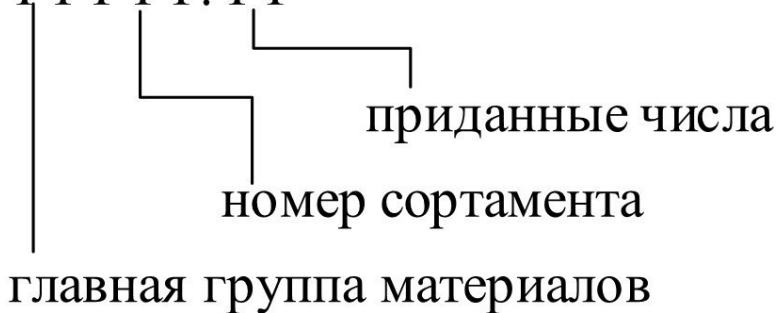 приданные числа
номер сортамента
главная группа материалов